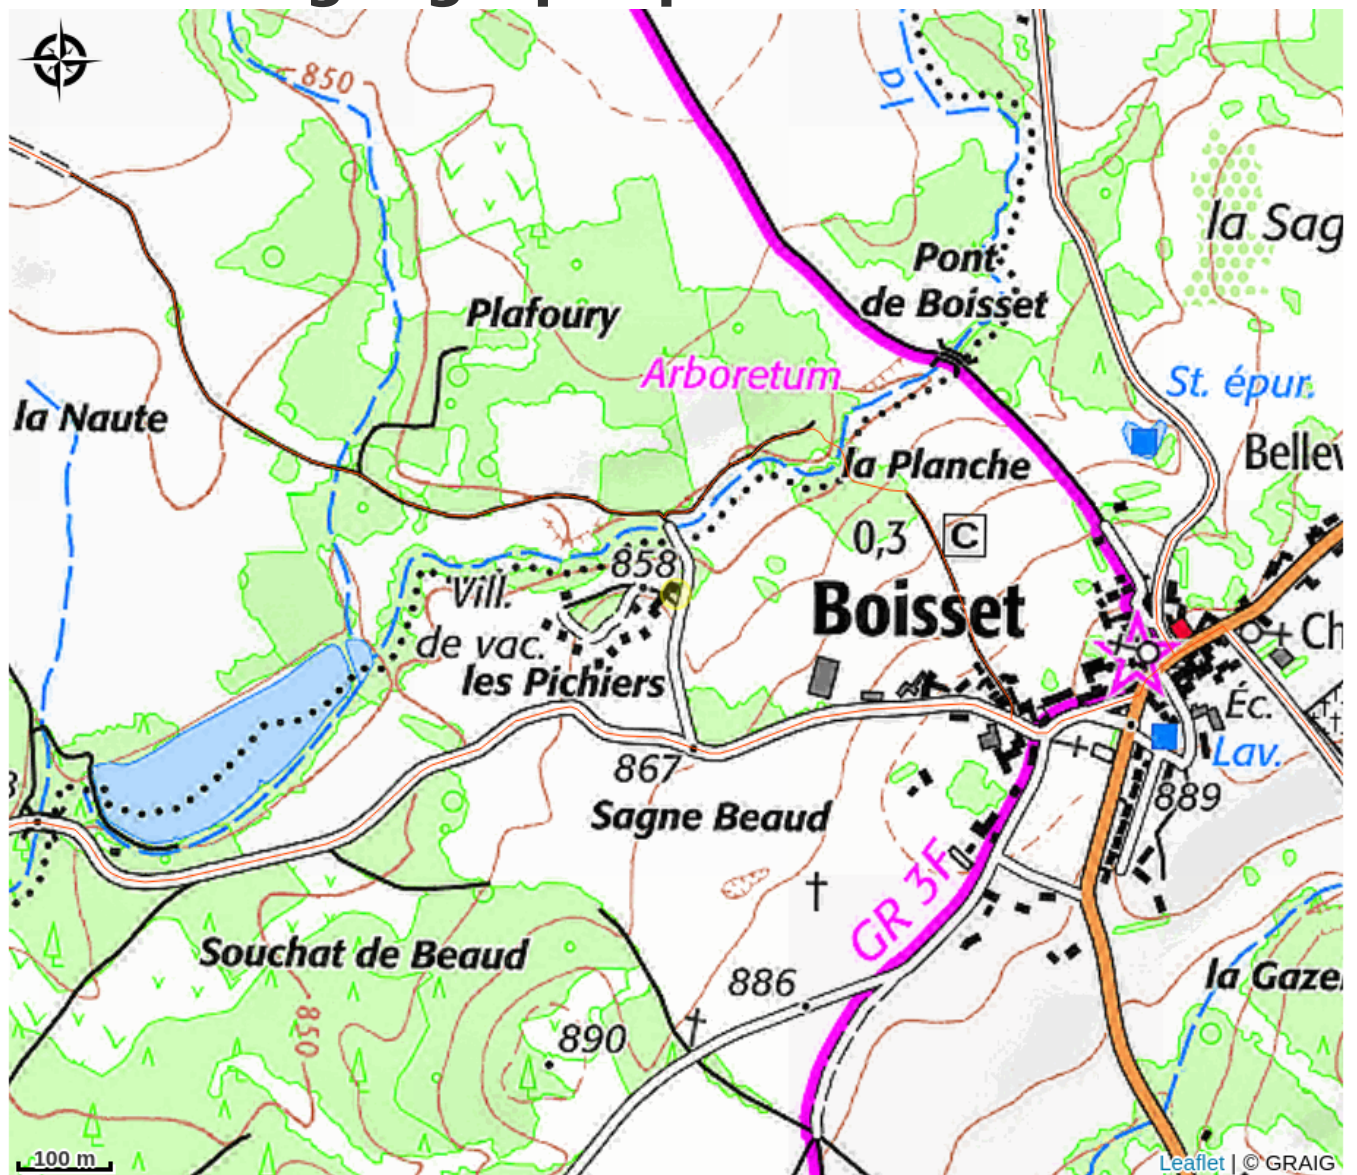 850
DI
la Sag
Pont
de Boisset
Plafoury
Arboretum
St. épur.
la Naute
Bellev
la Planche
0,3
C
858
Vill.
Boisset
de vac.
Ch
les Pichiers
Éc.
Lav.
867
889
Sagne Beaud
GR 3F
Souchat de Beaud
la Gaze
886
850
890
100 m
Leaflet | © GRAIG